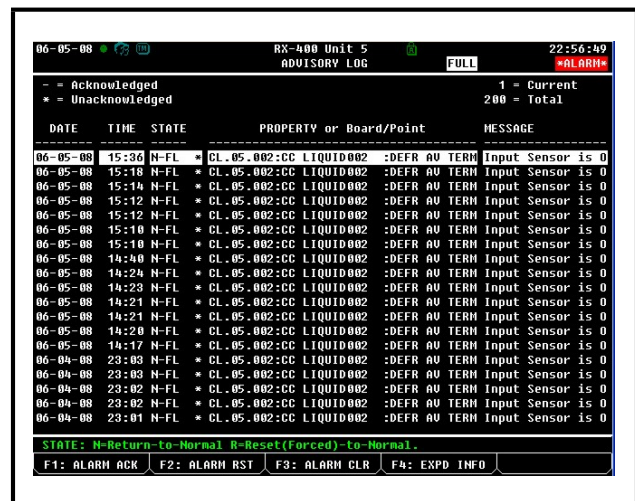 06-05-08 RX-400 Unit 5 22:56:49
ADVISORY LOG FULL *ALARM*
- = Acknowledged 1 = Current
* = Unacknowledged 200 = Total
DATE TIME STATE PROPERTY or Board/Point MESSAGE
06-05-08 15:36 N-FL * CL.05.002:CC LIQUID002 :DEFR AV TERM Input Sensor is O
06-05-08 15:18 N-FL * CL.05.002:CC LIQUID002 :DEFR AV TERM Input Sensor is O
06-05-08 15:14 N-FL * CL.05.002:CC LIQUID002 :DEFR AV TERM Input Sensor is O
06-05-08 15:12 N-FL * CL.05.002:CC LIQUID002 :DEFR AV TERM Input Sensor is O
06-05-08 15:12 N-FL * CL.05.002:CC LIQUID002 :DEFR AV TERM Input Sensor is O
06-05-08 15:10 N-FL * CL.05.002:CC LIQUID002 :DEFR AV TERM Input Sensor is O
06-05-08 15:10 N-FL * CL.05.002:CC LIQUID002 :DEFR AV TERM Input Sensor is O
06-05-08 14:40 N-FL * CL.05.002:CC LIQUID002 :DEFR AV TERM Input Sensor is O
06-05-08 14:24 N-FL * CL.05.002:CC LIQUID002 :DEFR AV TERM Input Sensor is O
06-05-08 14:23 N-FL * CL.05.002:CC LIQUID002 :DEFR AV TERM Input Sensor is O
06-05-08 14:21 N-FL * CL.05.002:CC LIQUID002 :DEFR AV TERM Input Sensor is O
06-05-08 14:21 N-FL * CL.05.002:CC LIQUID002 :DEFR AV TERM Input Sensor is O
06-05-08 14:20 N-FL * CL.05.002:CC LIQUID002 :DEFR AV TERM Input Sensor is O
06-05-08 14:17 N-FL * CL.05.002:CC LIQUID002 :DEFR AV TERM Input Sensor is O
06-04-08 23:03 N-FL * CL.05.002:CC LIQUID002 :DEFR AV TERM Input Sensor is O
06-04-08 23:03 N-FL * CL.05.002:CC LIQUID002 :DEFR AV TERM Input Sensor is O
06-04-08 23:02 N-FL * CL.05.002:CC LIQUID002 :DEFR AV TERM Input Sensor is O
06-04-08 23:02 N-FL * CL.05.002:CC LIQUID002 :DEFR AV TERM Input Sensor is O
06-04-08 23:01 N-FL * CL.05.002:CC LIQUID002 :DEFR AV TERM Input Sensor is O
STATE: N=Return-to-Normal R=Reset(Forced)-to-Normal.
F1: ALARM ACK F2: ALARM RST F3: ALARM CLR F4: EXPD INFO